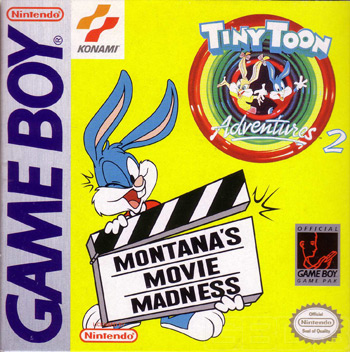 Nintendo®
GAME BOY
KONAMI
TINY TOON
Adventures
2
MONTANA'S
MOVIE
MADNESS
Nintendo
OFFICIAL
GAME BOY
GAME PAK
Official
Nintendo
Seal of Quality